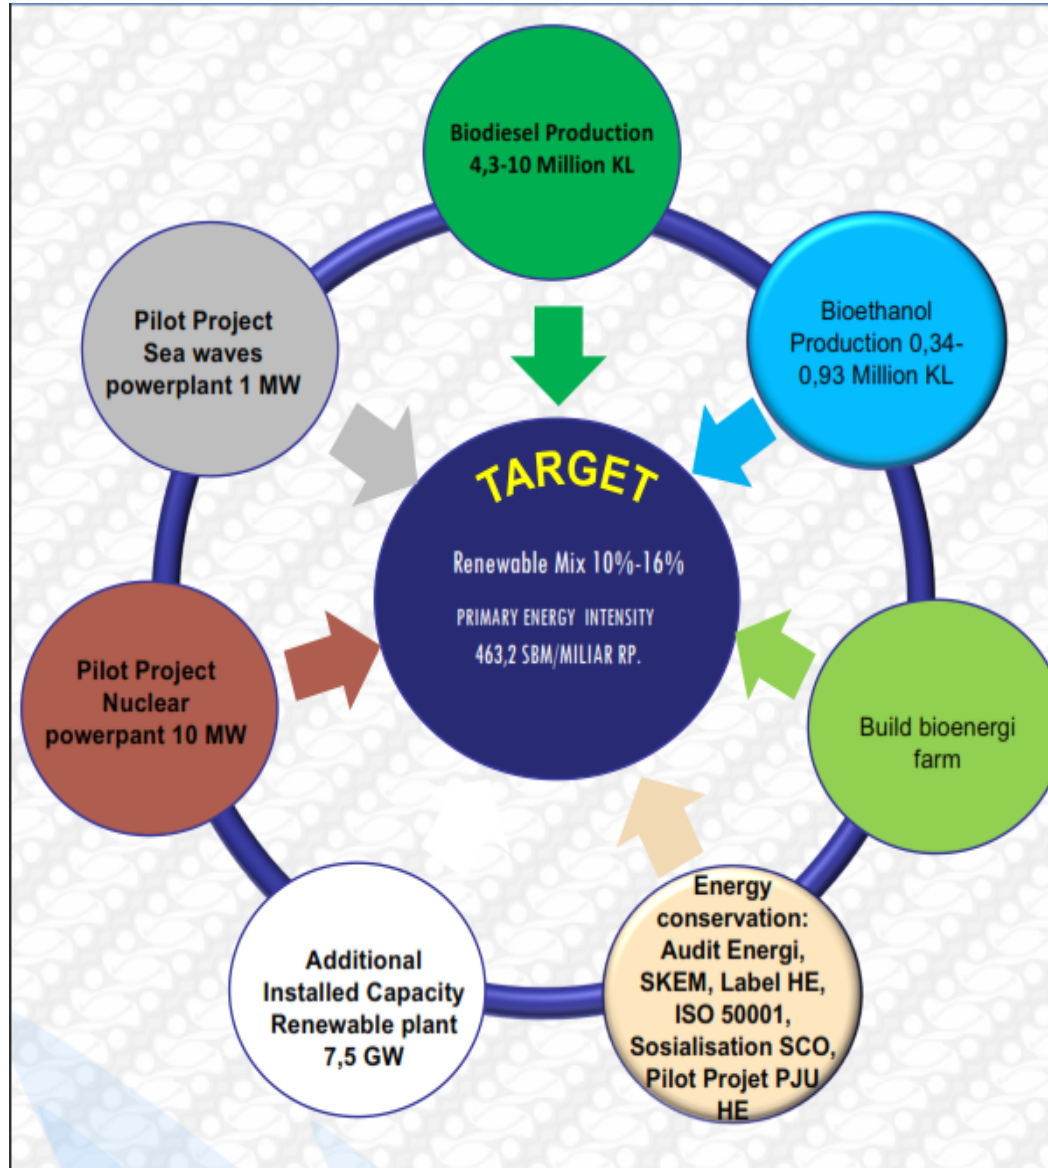 Biodiesel Production
4,3-10 Million KL
Bioethanol
Production 0,34-
0,93 Million KL
Build bioenergi
farm
Energy
conservation:
Audit Energi,
SKEM, Label HE,
ISO 50001,
Sosialisation SCO,
Pilot Projet PJU
HE
Additional
Installed Capacity
Renewable plant
7,5 GW
Pilot Project
Nuclear
powerpant 10 MW
Pilot Project
Sea waves
powerplant 1 MW
TARGET
Renewable Mix 10%-16%
PRIMARY ENERGY INTENSITY
463,2 SBM/MILIAR RP.